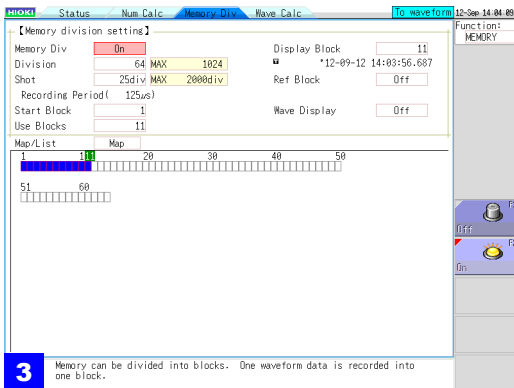 HIOKI Status Num Calc Memory Div Wave Calc To waveform 12-Sep 14:04:09
Function:
MEMORY
【Memory division setting】
Memory Div On Display Block 11
Division 64 MAX 1024 *12-09-12 14:03:56.687
Shot 25div MAX 2000div Ref Block Off
Recording Period( 125μs)
Start Block 1 Wave Display Off
Use Blocks 11
Map/List Map
1 11 20 30 40 50
51 60
Off
On
3 Memory can be divided into blocks. One waveform data is recorded into
one block.